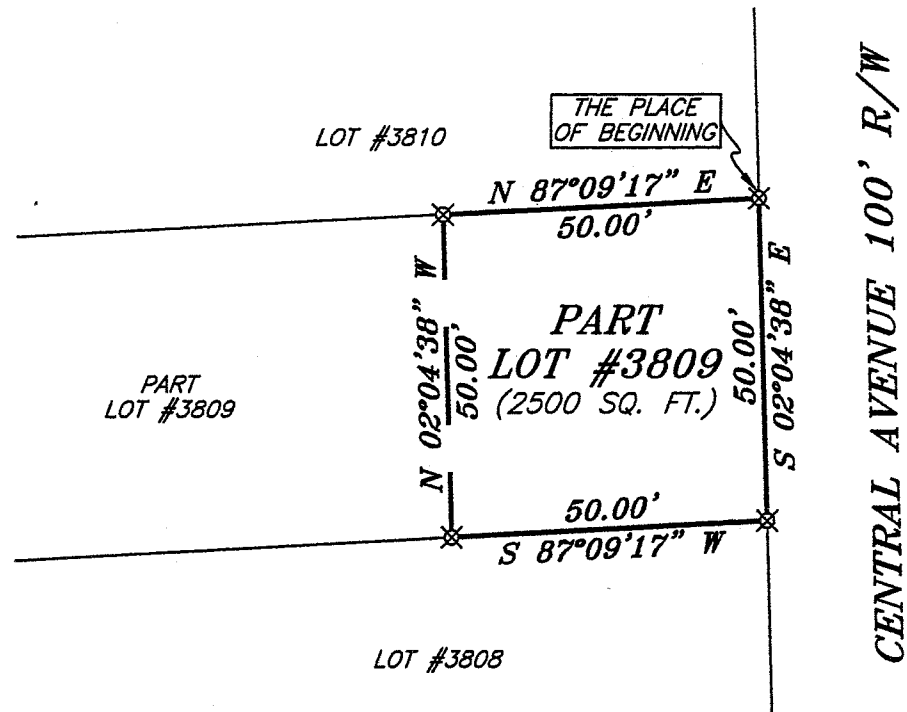 THE PLACE
OF BEGINNING
LOT #3810
N 87°09'17" E
50.00'
N 02°04'38" W
50.00'
PART
LOT #3809
(2500 SQ. FT.)
50.00'
S 02°04'38" E
PART
LOT #3809
50.00'
S 87°09'17" W
LOT #3808
CENTRAL AVENUE 100' R/W